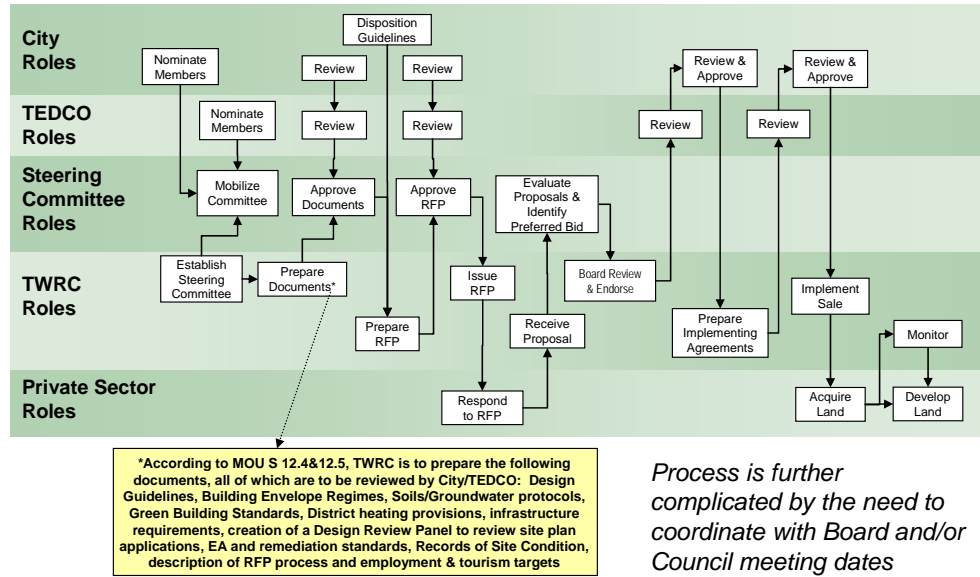 City
Roles
Nominate
Members
Disposition
Guidelines
Review
Review
Review &
Approve
Review &
Approve
TEDCO
Roles
Nominate
Members
Review
Review
Review
Review
Steering
Committee
Roles
Mobilize
Committee
Approve
Documents
Approve
RFP
Evaluate
Proposals &
Identify
Preferred Bid
TWRC
Roles
Establish
Steering
Committee
Prepare
Documents*
Prepare
RFP
Issue
RFP
Receive
Proposal
Board Review
& Endorse
Prepare
Implementing
Agreements
Implement
Sale
Monitor
Private Sector
Roles
Respond
to RFP
Acquire
Land
Develop
Land
*According to MOU S 12.4&12.5, TWRC is to prepare the following
documents, all of which are to be reviewed by City/TEDCO: Design
Guidelines, Building Envelope Regimes, Soils/Groundwater protocols,
Green Building Standards, District heating provisions, infrastructure
requirements, creation of a Design Review Panel to review site plan
applications, EA and remediation standards, Records of Site Condition,
description of RFP process and employment & tourism targets
Process is further
complicated by the need to
coordinate with Board and/or
Council meeting dates